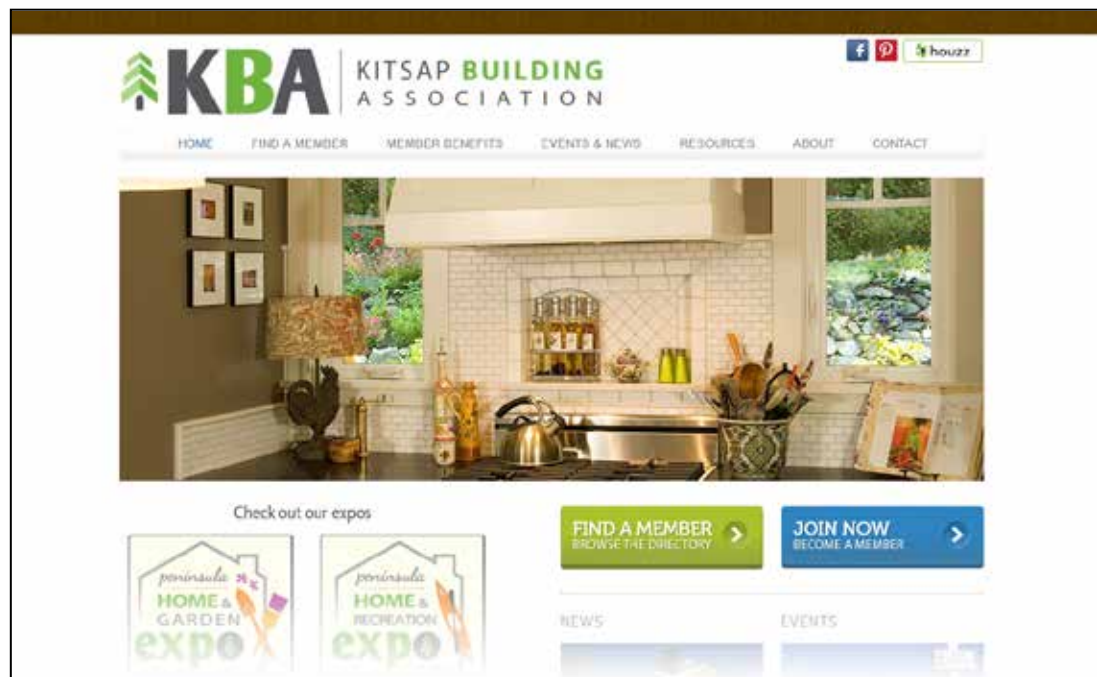 houzz
KBA
KITSAP BUILDING
ASSOCIATION
HOME FIND A MEMBER MEMBER BENEFITS EVENTS & NEWS RESOURCES ABOUT CONTACT
Check out our expos
peninsula
HOME &
GARDEN
expo
peninsula
HOME &
RECREATION
expo
FIND A MEMBER
BROWSE THE DIRECTORY
JOIN NOW
BECOME A MEMBER
NEWS
EVENTS